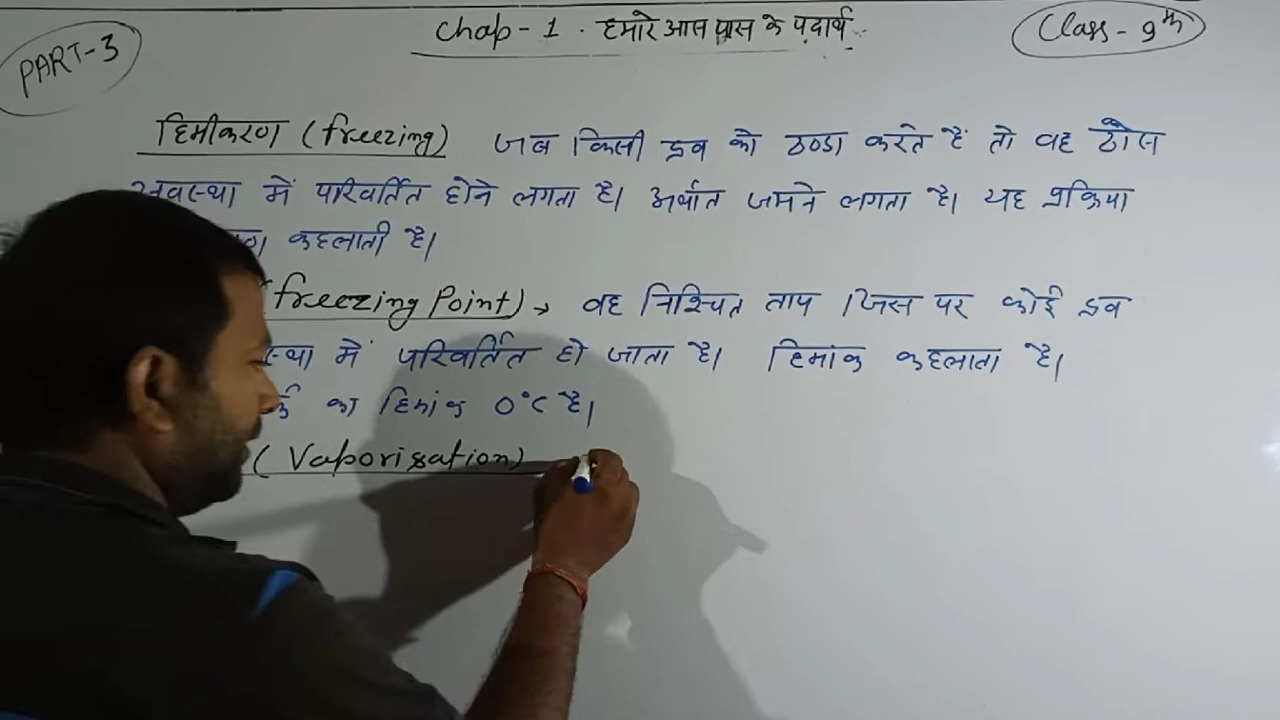 PART-3
Chap - 1 . हमारे आस पास के पदार्थ
Class - 9th
हिमीकरण (freezing) जब किसी द्रव को ठण्डा करते हैं तो वह ठोस
अवस्था में परिवर्तित होने लगता है। अर्थात जमने लगता है। यह प्रक्रिया
कहलाती है।
(freezing Point) → वह निश्चित ताप जिस पर कोई द्रव
में परिवर्तित हो जाता है। हिमांक कहलाता है।
का हिमांक 0°C है।
(Vaporisation)